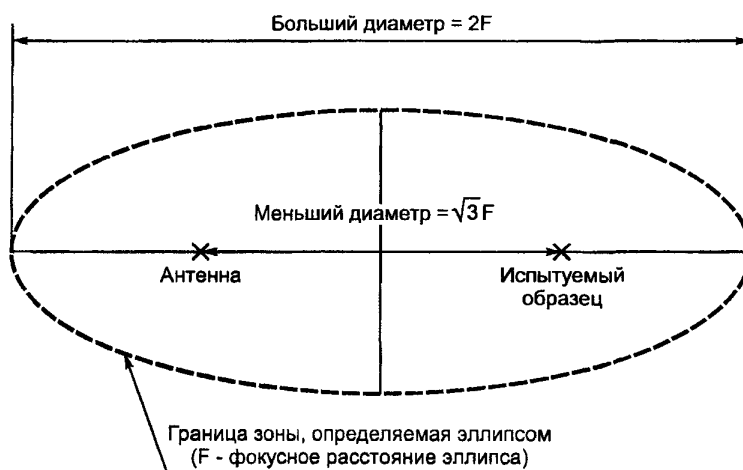 Больший диаметр = 2F
Меньший диаметр = √3 F
Антенна
Испытуемый
образец
Граница зоны, определяемая эллипсом
(F - фокусное расстояние эллипса)